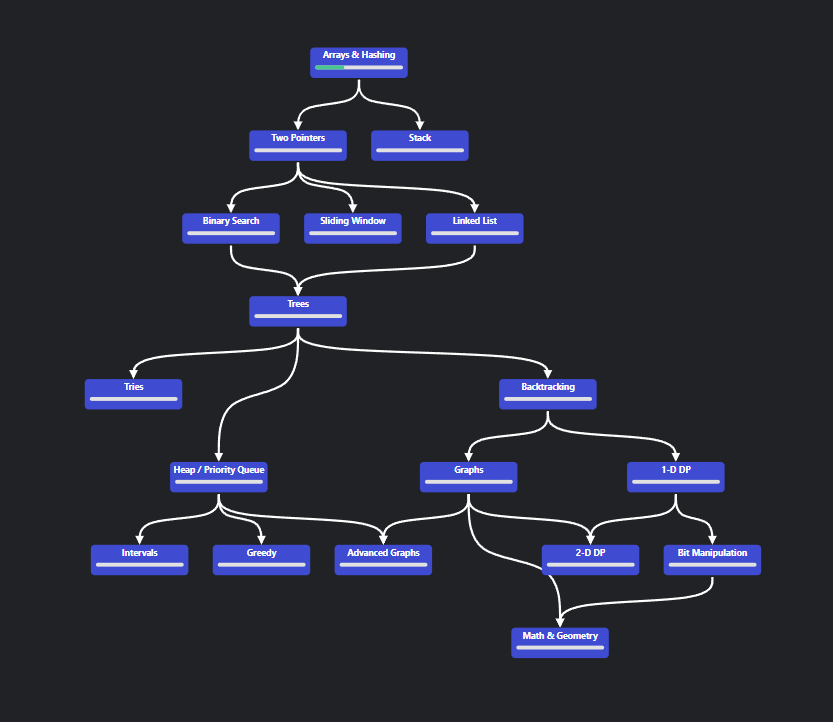 Arrays & Hashing
Two Pointers
Stack
Binary Search
Sliding Window
Linked List
Trees
Tries
Backtracking
Heap / Priority Queue
Graphs
1-D DP
Intervals
Greedy
Advanced Graphs
2-D DP
Bit Manipulation
Math & Geometry